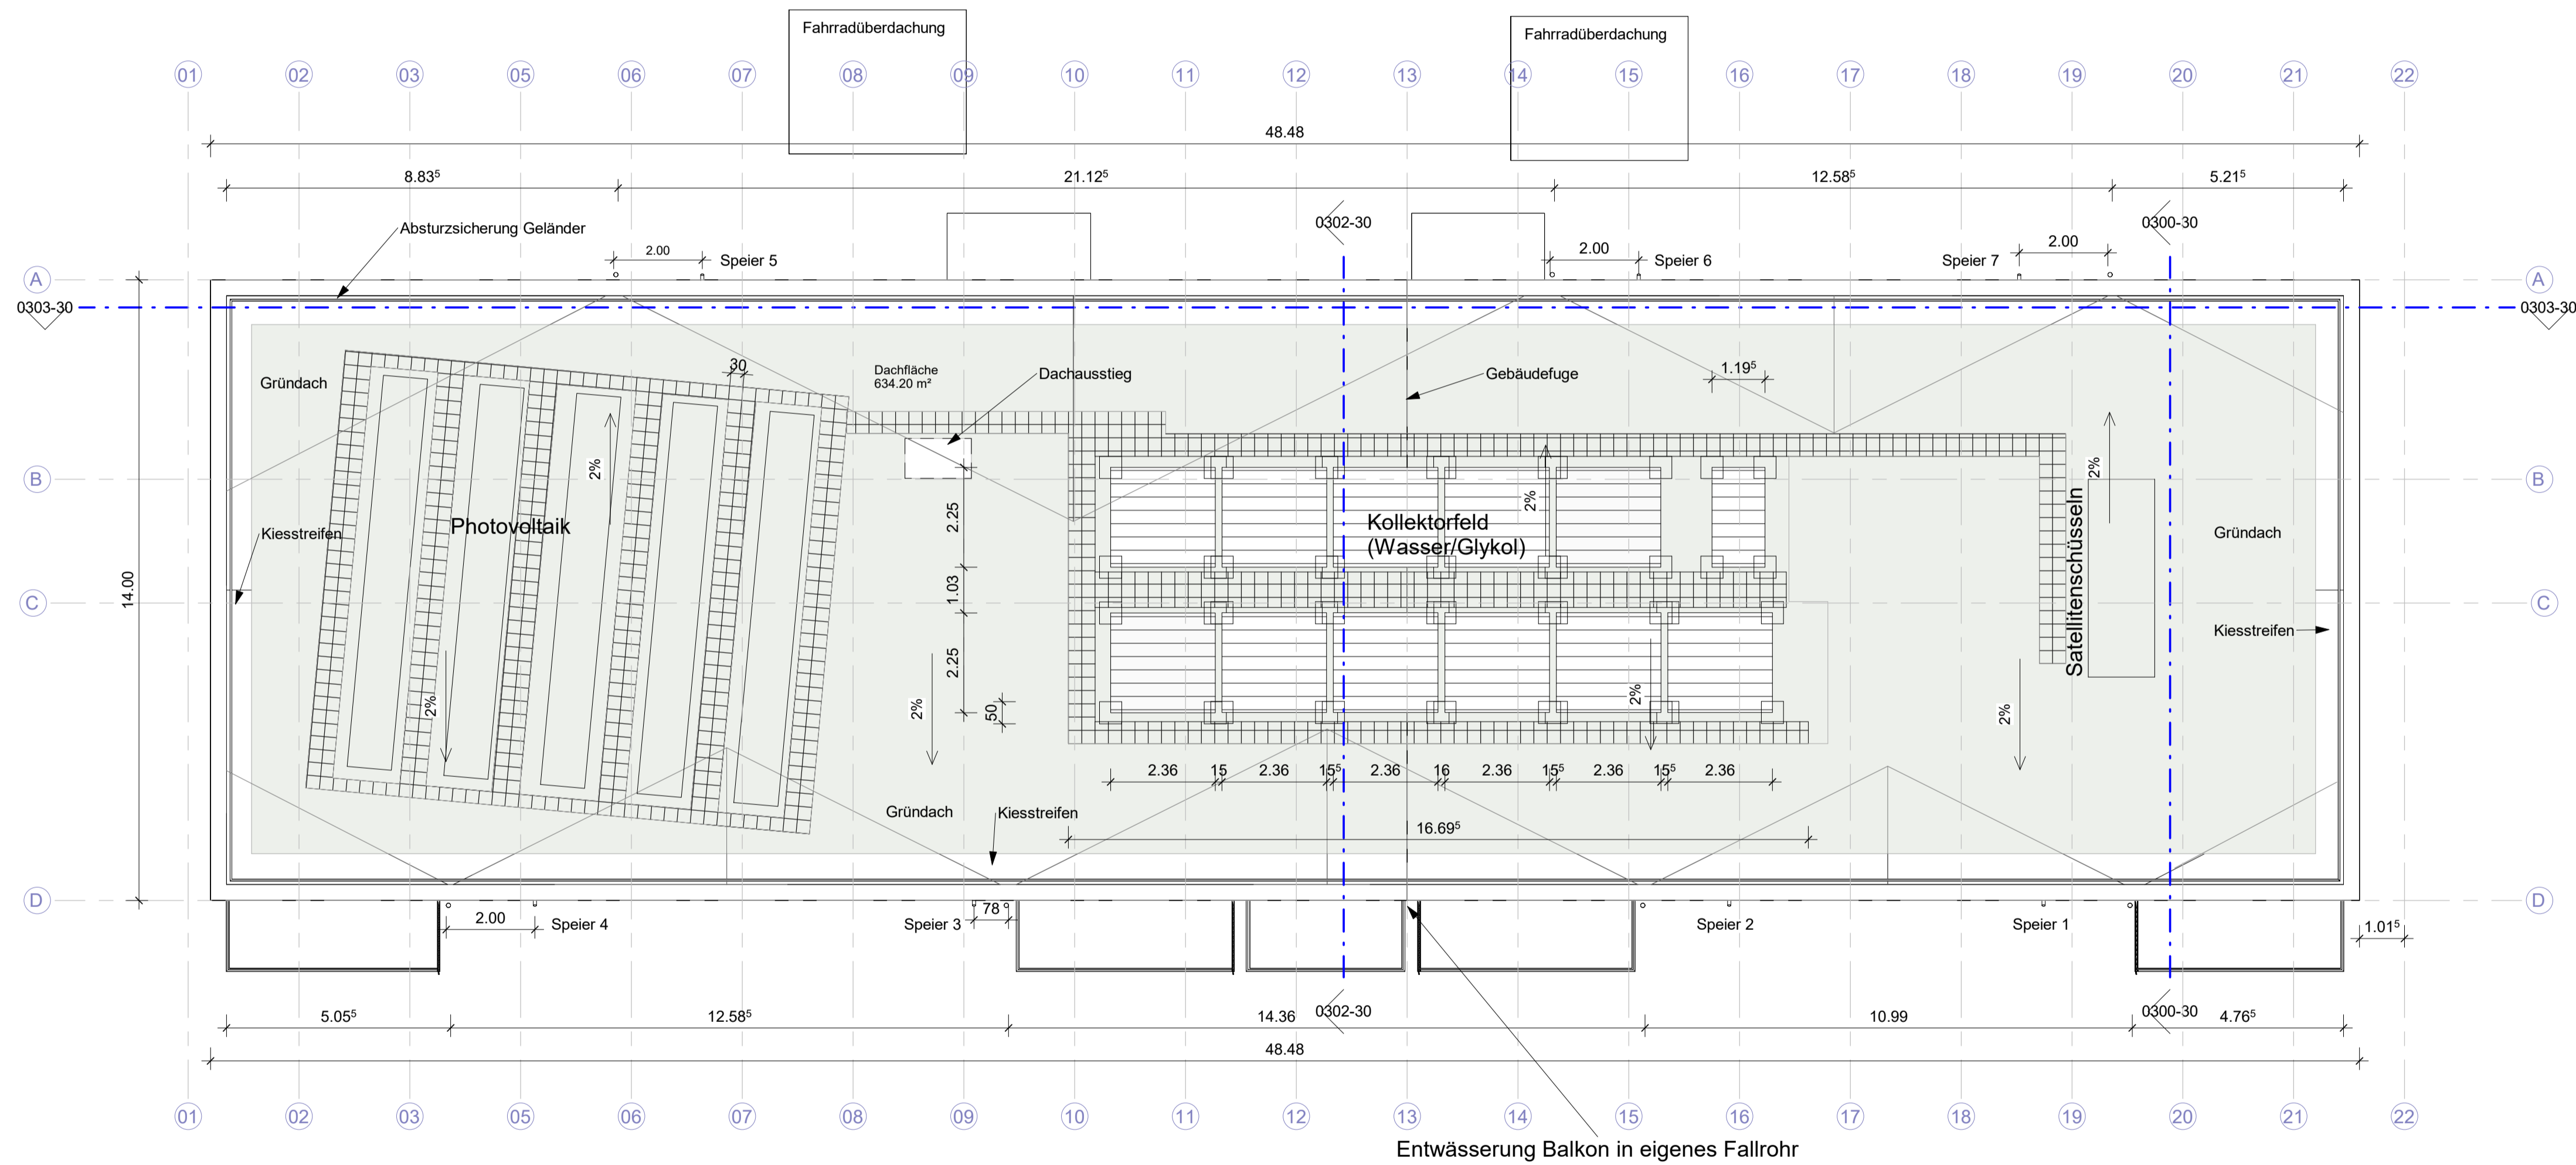 Fahrradüberdachung
Fahrradüberdachung
01 02 03 05 06 07 08 09 10 11 12 13 14 15 16 17 18 19 20 21 22
48.48
8.83⁵ 21.12⁵ 12.58⁵ 5.21⁵
0302-30 0300-30
Absturzsicherung Geländer
2.00 Speier 5 2.00 Speier 6 Speier 7 2.00
A A
0303-30 0303-30
30
Dachfläche
634.20 m²
Dachausstieg
Gebäudefuge
1.19⁵
Gründach
2%
2%
2%
B B
2.25
Photovoltaik
Kollektorfeld
(Wasser/Glykol)
Satellitenschüsseln
Kiesstreifen
Gründach
14.00
1.03
C C
Kiesstreifen
2.25
2%
2%
50
2%
2%
2.36 15 2.36 15⁵ 2.36 16 2.36 15⁵ 2.36 15⁵ 2.36
Gründach
Kiesstreifen
16.69⁵
D D
2.00 Speier 4 Speier 3 78 Speier 2 Speier 1
1.01⁵
0302-30 0300-30
5.05⁵ 12.58⁵ 14.36 10.99 4.76⁵
48.48
01 02 03 05 06 07 08 09 10 11 12 13 14 15 16 17 18 19 20 21 22
Entwässerung Balkon in eigenes Fallrohr